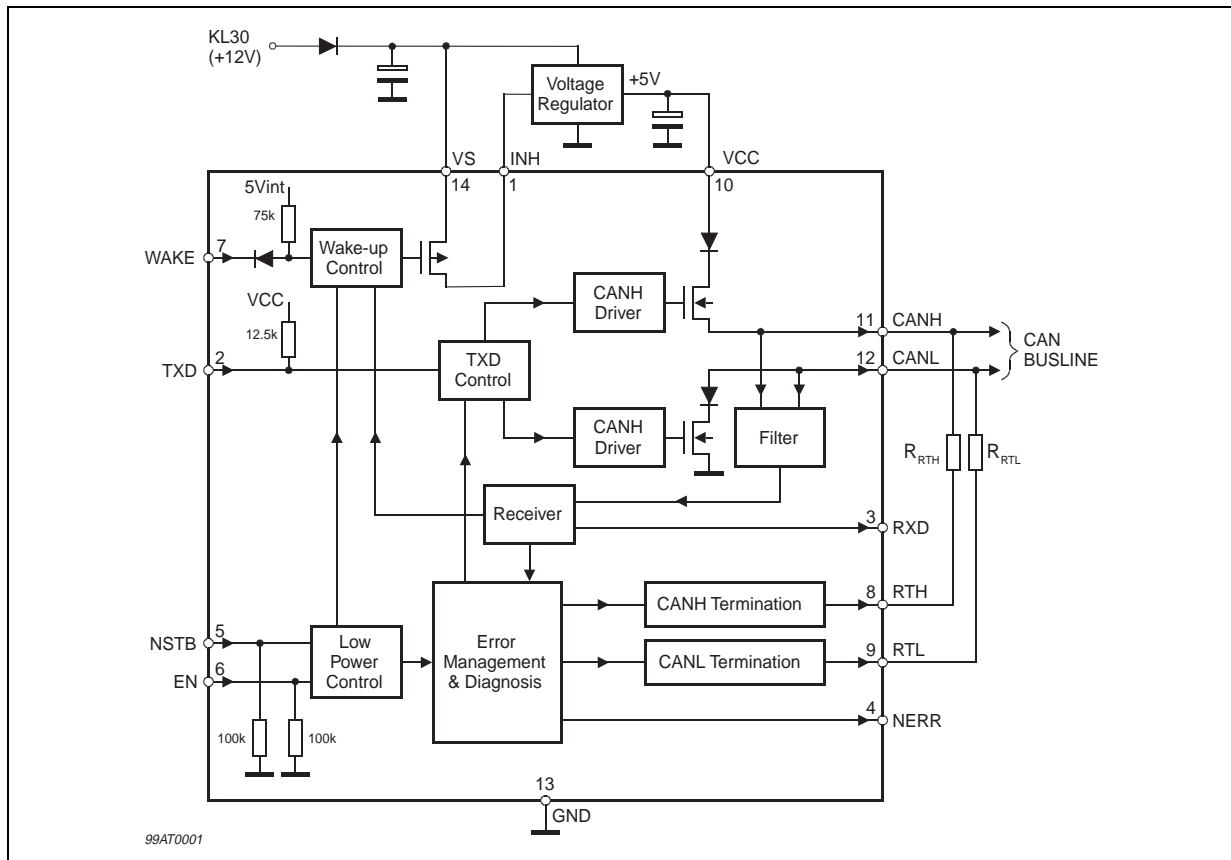 KL30
(+12V)
Voltage
Regulator
+5V
VS
INH
VCC
14
1
10
5Vint
75k
WAKE
7
Wake-up
Control
VCC
12.5k
TXD
2
TXD
Control
CANH
Driver
CANH
Driver
11
CANH
12
CANL
CAN
BUSLINE
Filter
RRTH
RRTL
Receiver
3
RXD
CANH Termination
8
RTH
CANL Termination
9
RTL
NSTB
5
EN
6
Low
Power
Control
Error
Management
& Diagnosis
4
NERR
100k
100k
13
GND
99AT0001